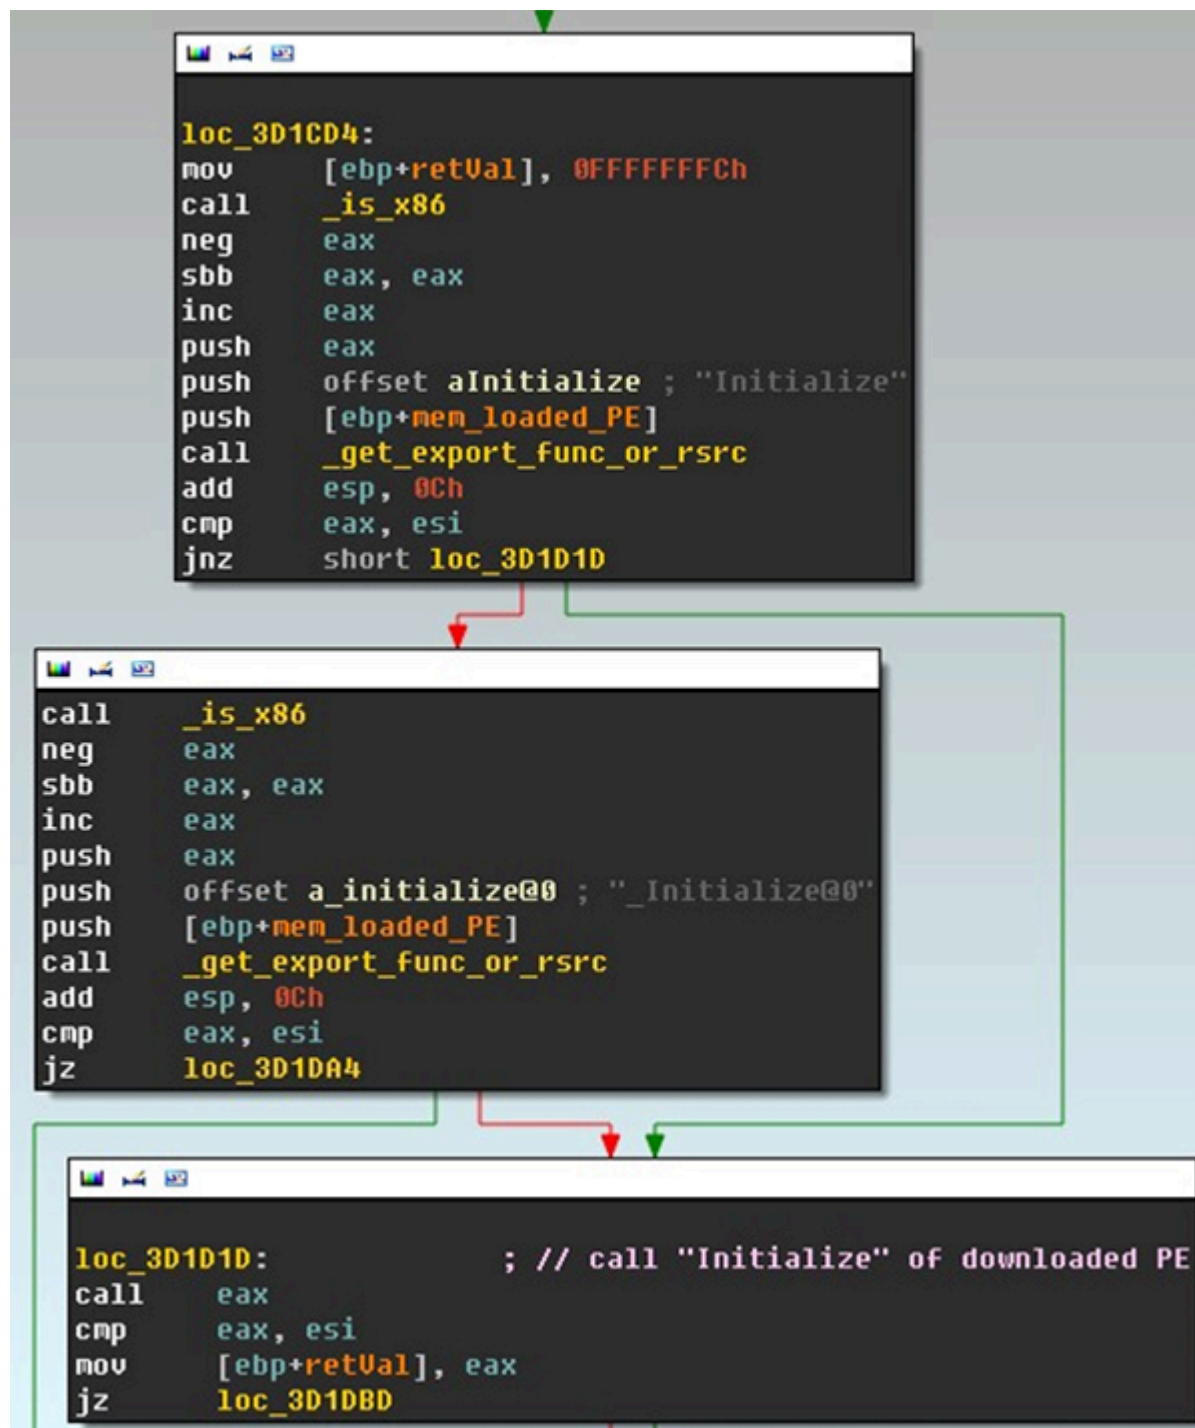 loc_3D1CD4:
mov [ebp+retVal], 0FFFFFFFCh
call _is_x86
neg eax
sbb eax, eax
inc eax
push eax
push offset aInitialize ; "Initialize"
push [ebp+mem_loaded_PE]
call _get_export_func_or_rsrc
add esp, 0Ch
cmp eax, esi
jnz short loc_3D1D1D
call _is_x86
neg eax
sbb eax, eax
inc eax
push eax
push offset a_initialize@0 ; "_Initialize@0"
push [ebp+mem_loaded_PE]
call _get_export_func_or_rsrc
add esp, 0Ch
cmp eax, esi
jz loc_3D1DA4
loc_3D1D1D: ; // call "Initialize" of downloaded PE
call eax
cmp eax, esi
mov [ebp+retVal], eax
jz loc_3D1DBD